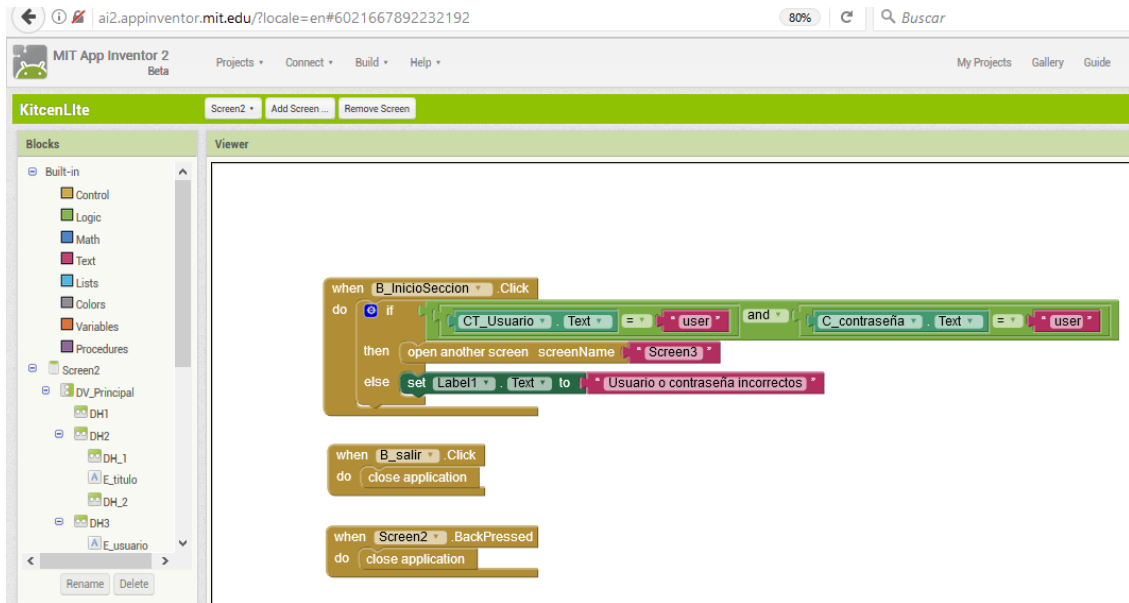 ai2.appinventor.mit.edu/?locale=en#6021667892232192 80% Buscar
MIT App Inventor 2
Beta
Projects Connect Build Help My Projects Gallery Guide
KitcenLIte Screen2 Add Screen ... Remove Screen
Blocks Viewer
Built-in
Control
Logic
Math
Text
Lists
Colors
Variables
Procedures
Screen2
DV_Principal
DH1
DH2
DH_1
E_titulo
DH_2
DH3
E_usuario
Rename Delete
when B_InicioSeccion .Click
do if CT_Usuario . Text = " user " and C_contraseña . Text = " user "
then open another screen screenName " Screen3 "
else set Label1 . Text to " Usuario o contraseña incorrectos "
when B_salir .Click
do close application
when Screen2 .BackPressed
do close application